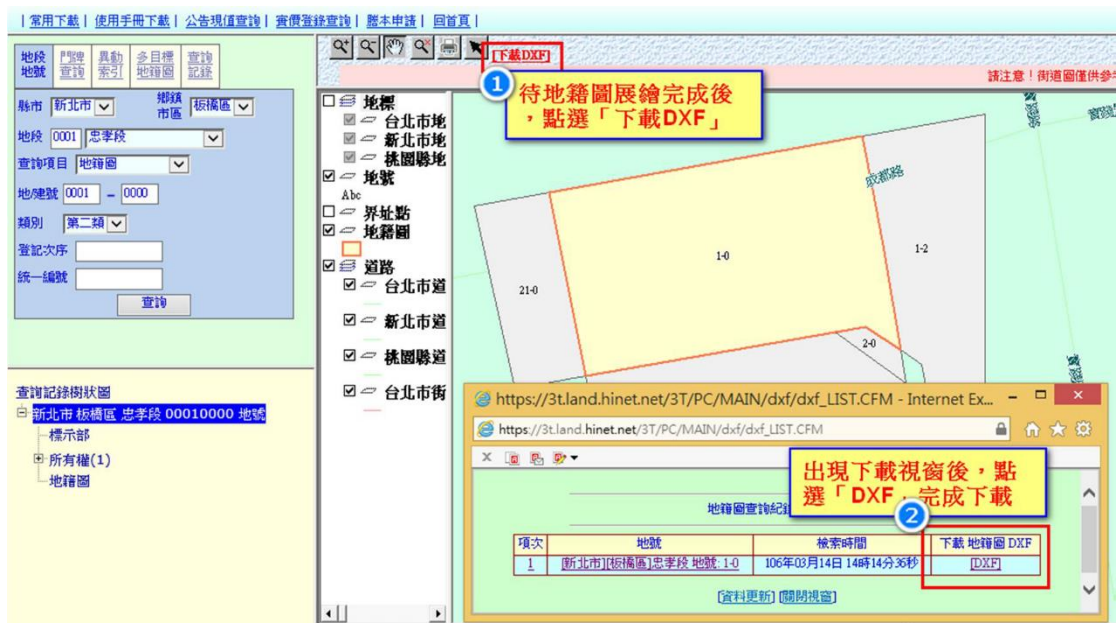 | 常用下載 | 使用手冊下載 | 公告現值查詢 | 實價登錄查詢 | 謄本申請 | 回首頁 |
地段 門牌 異動 多目標 查詢
地號 查詢 索引 地籍圖 記錄
縣市 新北市 鄉鎮市區 板橋區
地段 0001 忠孝段
查詢項目 地籍圖
地/建號 0001 - 0000
類別 第二類
登記次序
統一編號
查詢
查詢記錄樹狀圖
新北市 板橋區 忠孝段 00010000 地號
標示部
所有權(1)
地籍圖
[下載DXF]
請注意！街道圖僅供參考
1
待地籍圖展繪完成後
，點選「下載DXF」
地標
台北市地
新北市地
桃園縣地
地號
Abc
界址點
地籍圖
道路
台北市道
新北市道
桃園縣道
台北市街
成都路
1-0
1-2
21-0
2-0
https://3t.land.hinet.net/3T/PC/MAIN/dxf/dxf_LIST.CFM - Internet Ex...
https://3t.land.hinet.net/3T/PC/MAIN/dxf/dxf_LIST.CFM
出現下載視窗後，點
選「DXF」完成下載
2
地籍圖查詢紀錄
項次 地號 檢索時間 下載 地籍圖 DXF
1 [新北市][板橋區]忠孝段 地號: 1-0 106年03月14日 14時14分36秒 [DXF]
[資料更新] [關閉視窗]